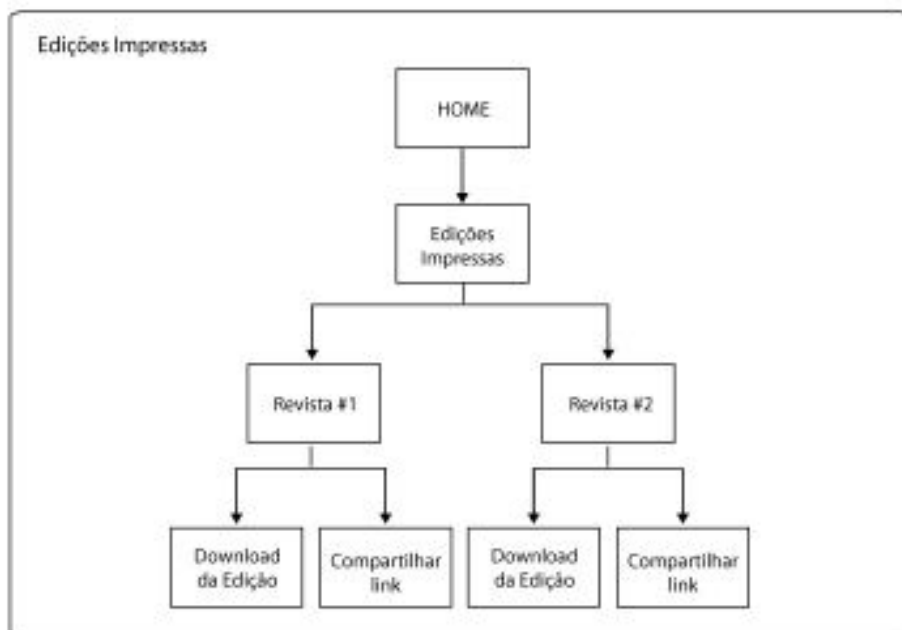 Edições Impressas
HOME
Edições
Impressas
Revista #1
Revista #2
Download
da Edição
Compartilhar
link
Download
da Edição
Compartilhar
link